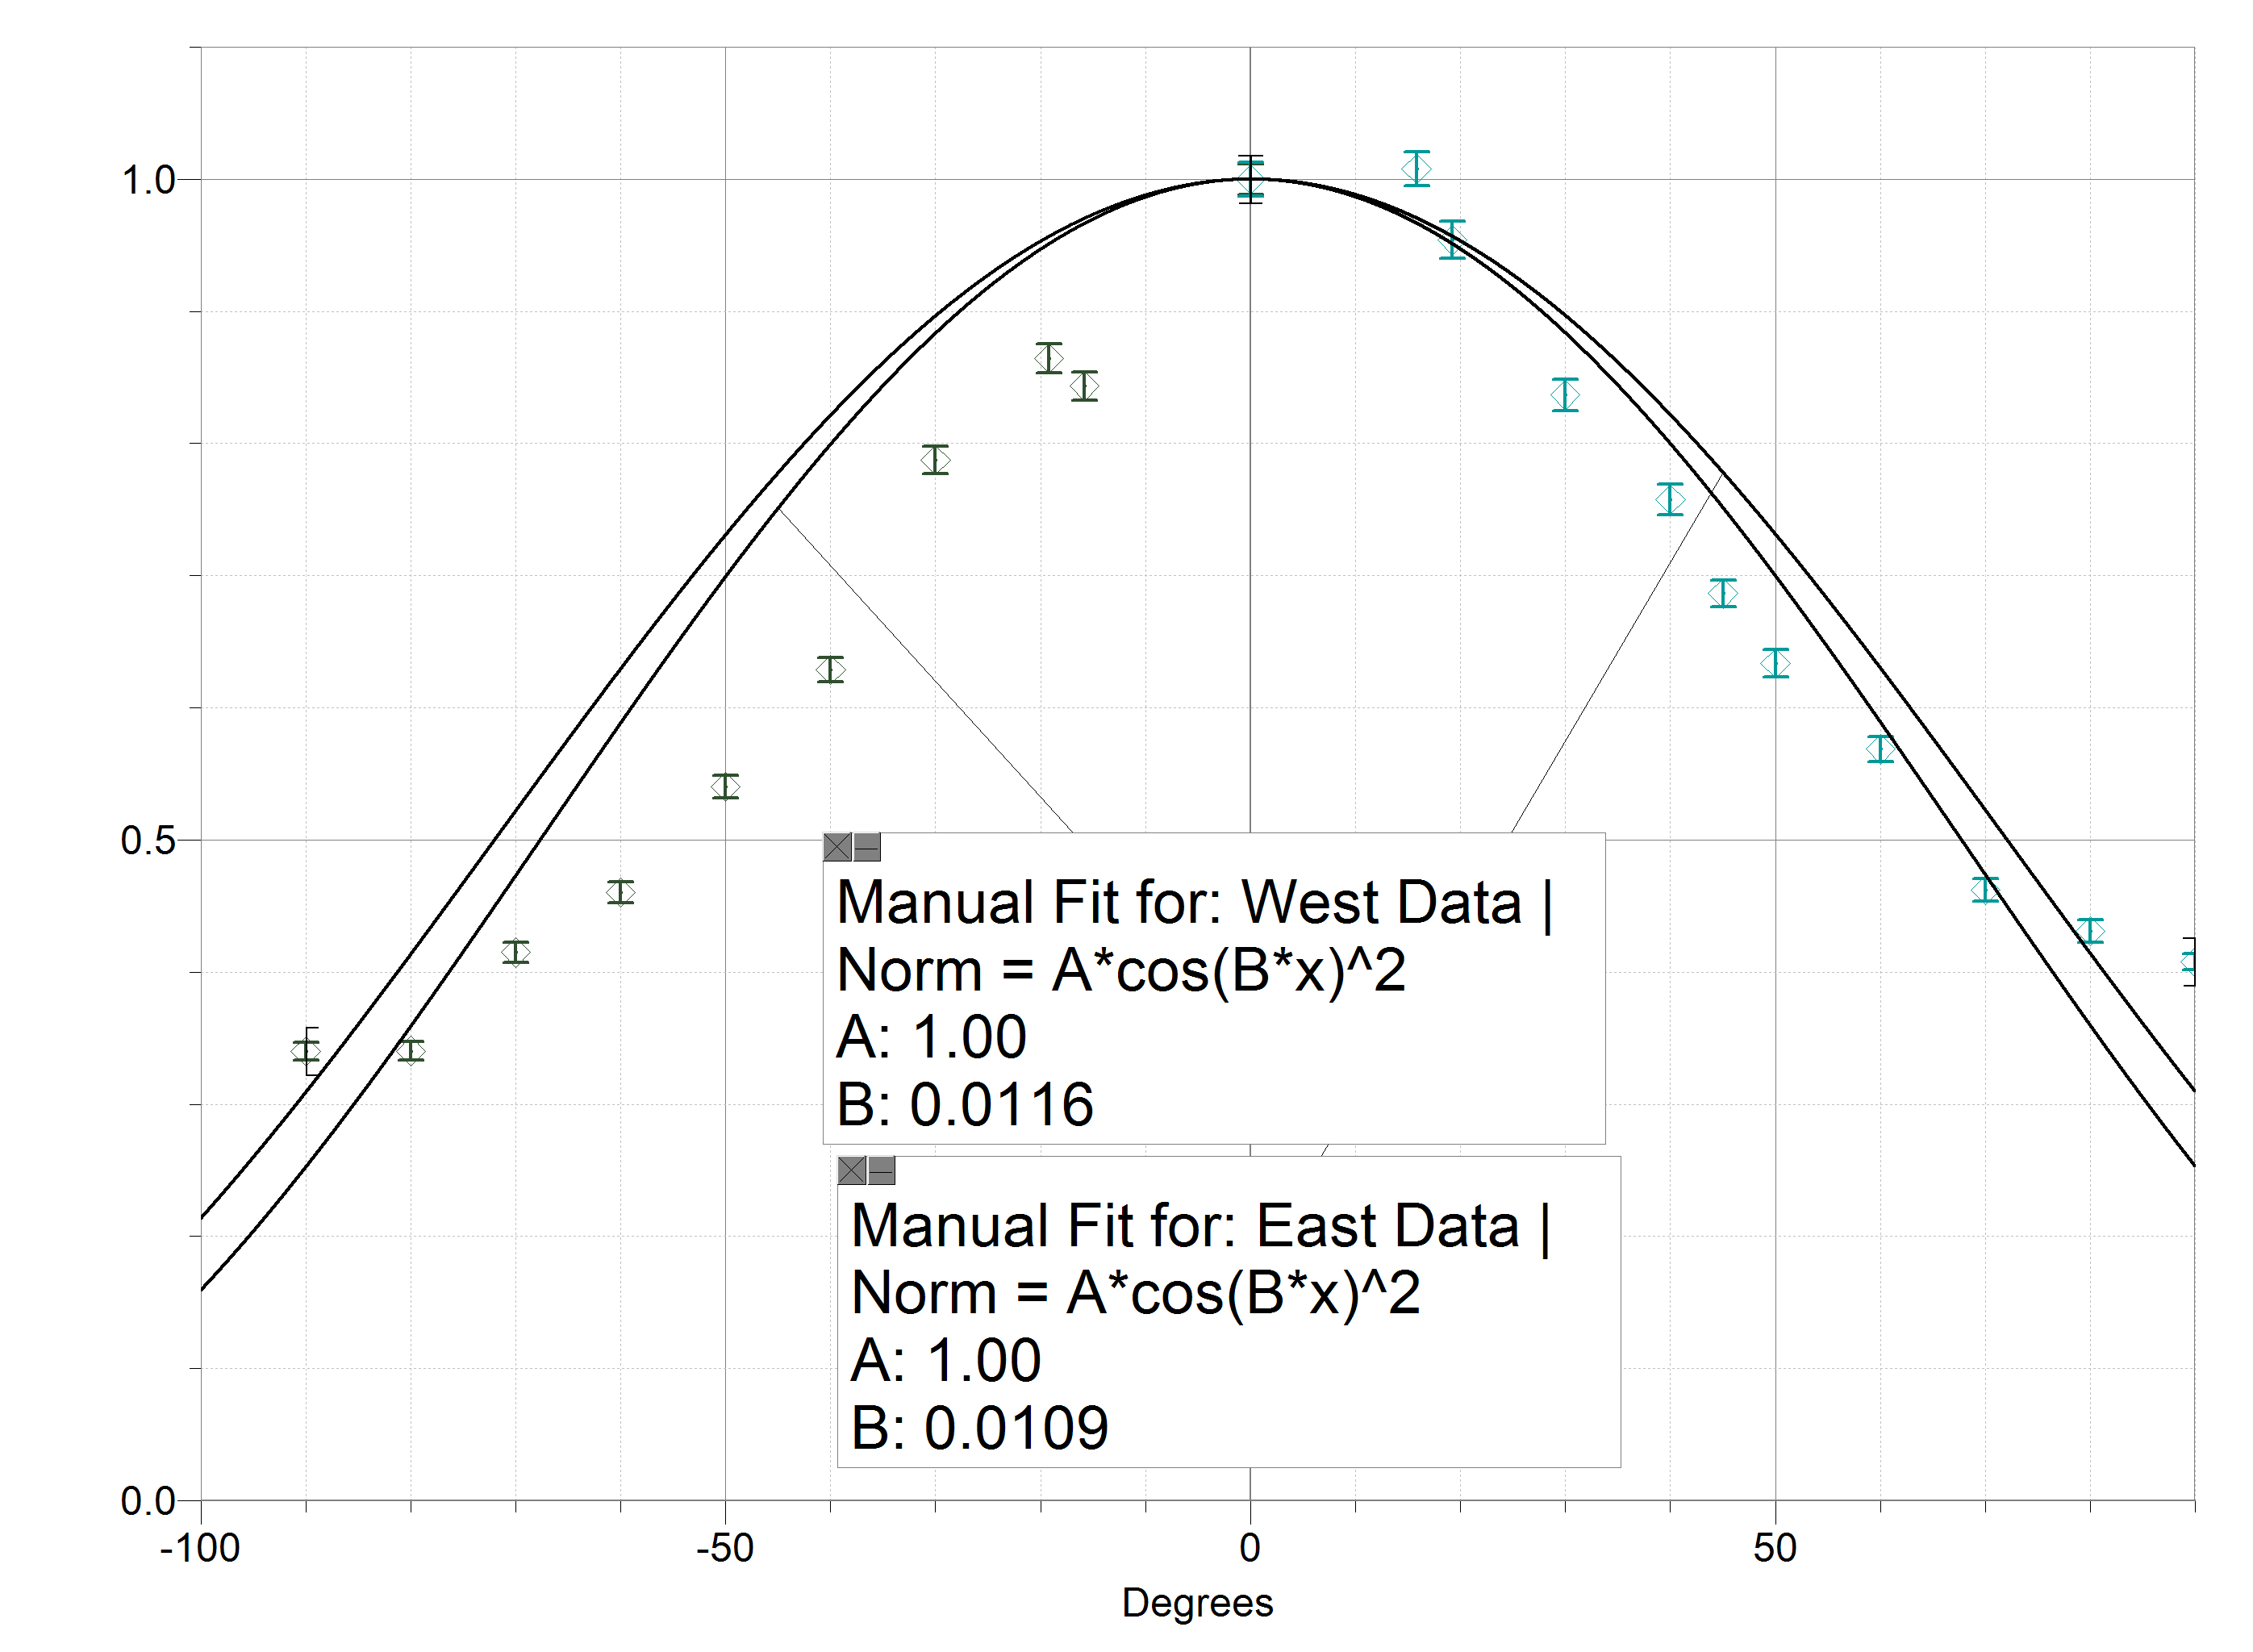 1.0
0.5
0.0
-100
-50
0
50
Degrees
Manual Fit for: West Data |
Norm = A*cos(B*x)^2
A: 1.00
B: 0.0116
Manual Fit for: East Data |
Norm = A*cos(B*x)^2
A: 1.00
B: 0.0109